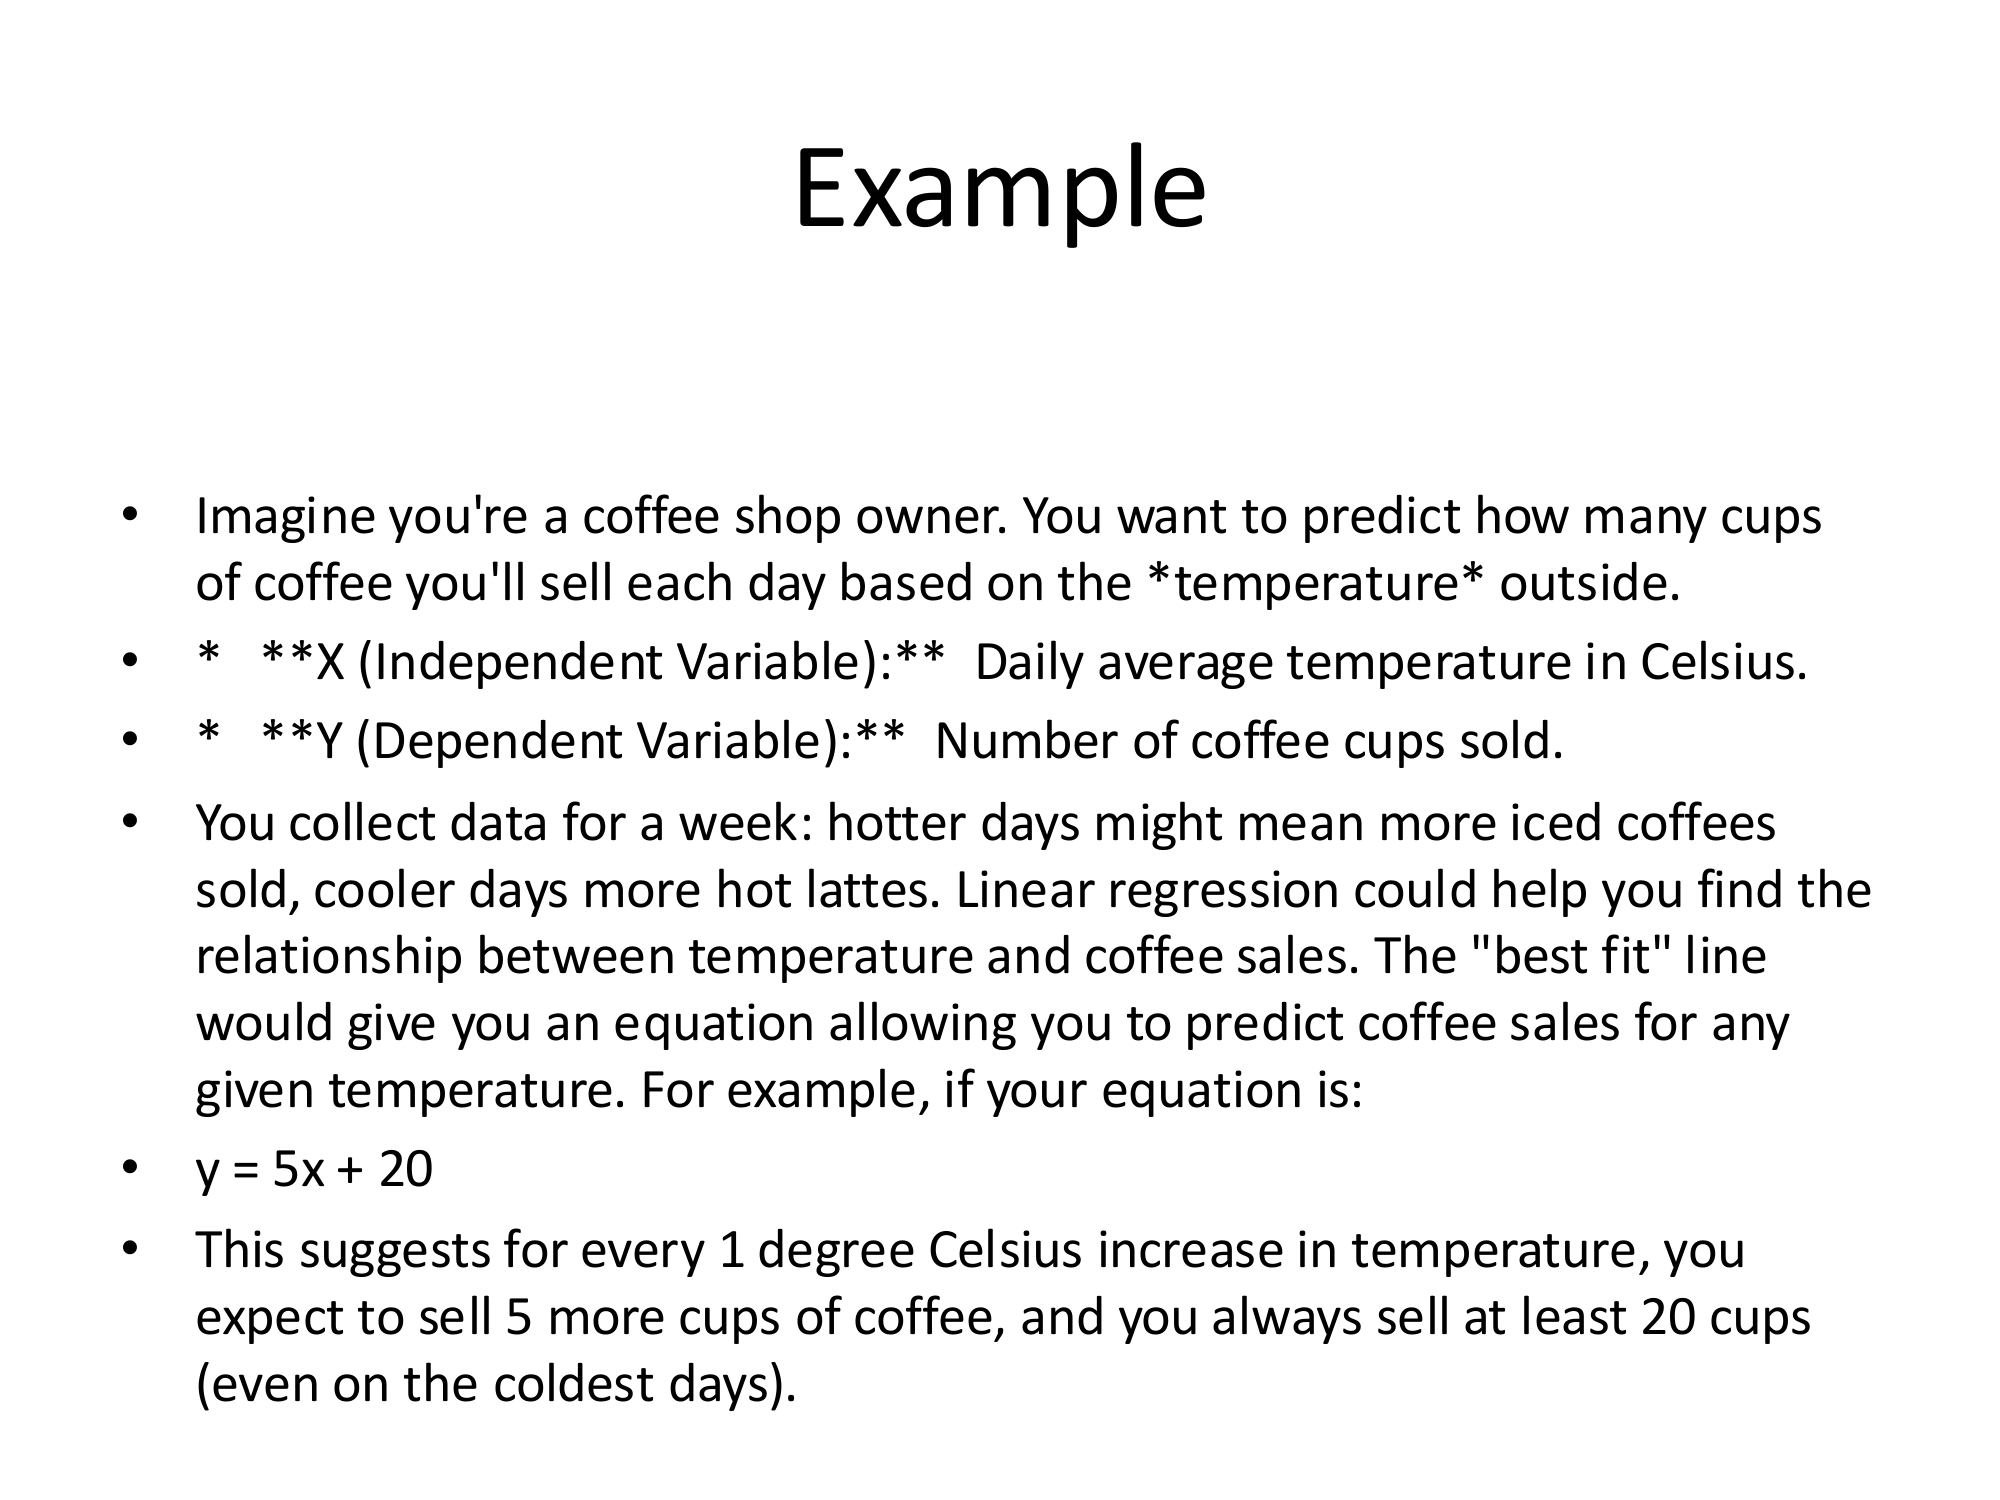 Example
• Imagine you're a coffee shop owner. You want to predict how many cups
of coffee you'll sell each day based on the *temperature* outside.
• *   **X (Independent Variable):**  Daily average temperature in Celsius.
• *   **Y (Dependent Variable):**  Number of coffee cups sold.
• You collect data for a week: hotter days might mean more iced coffees
sold, cooler days more hot lattes. Linear regression could help you find the
relationship between temperature and coffee sales. The "best fit" line
would give you an equation allowing you to predict coffee sales for any
given temperature. For example, if your equation is:
• y = 5x + 20
• This suggests for every 1 degree Celsius increase in temperature, you
expect to sell 5 more cups of coffee, and you always sell at least 20 cups
(even on the coldest days).